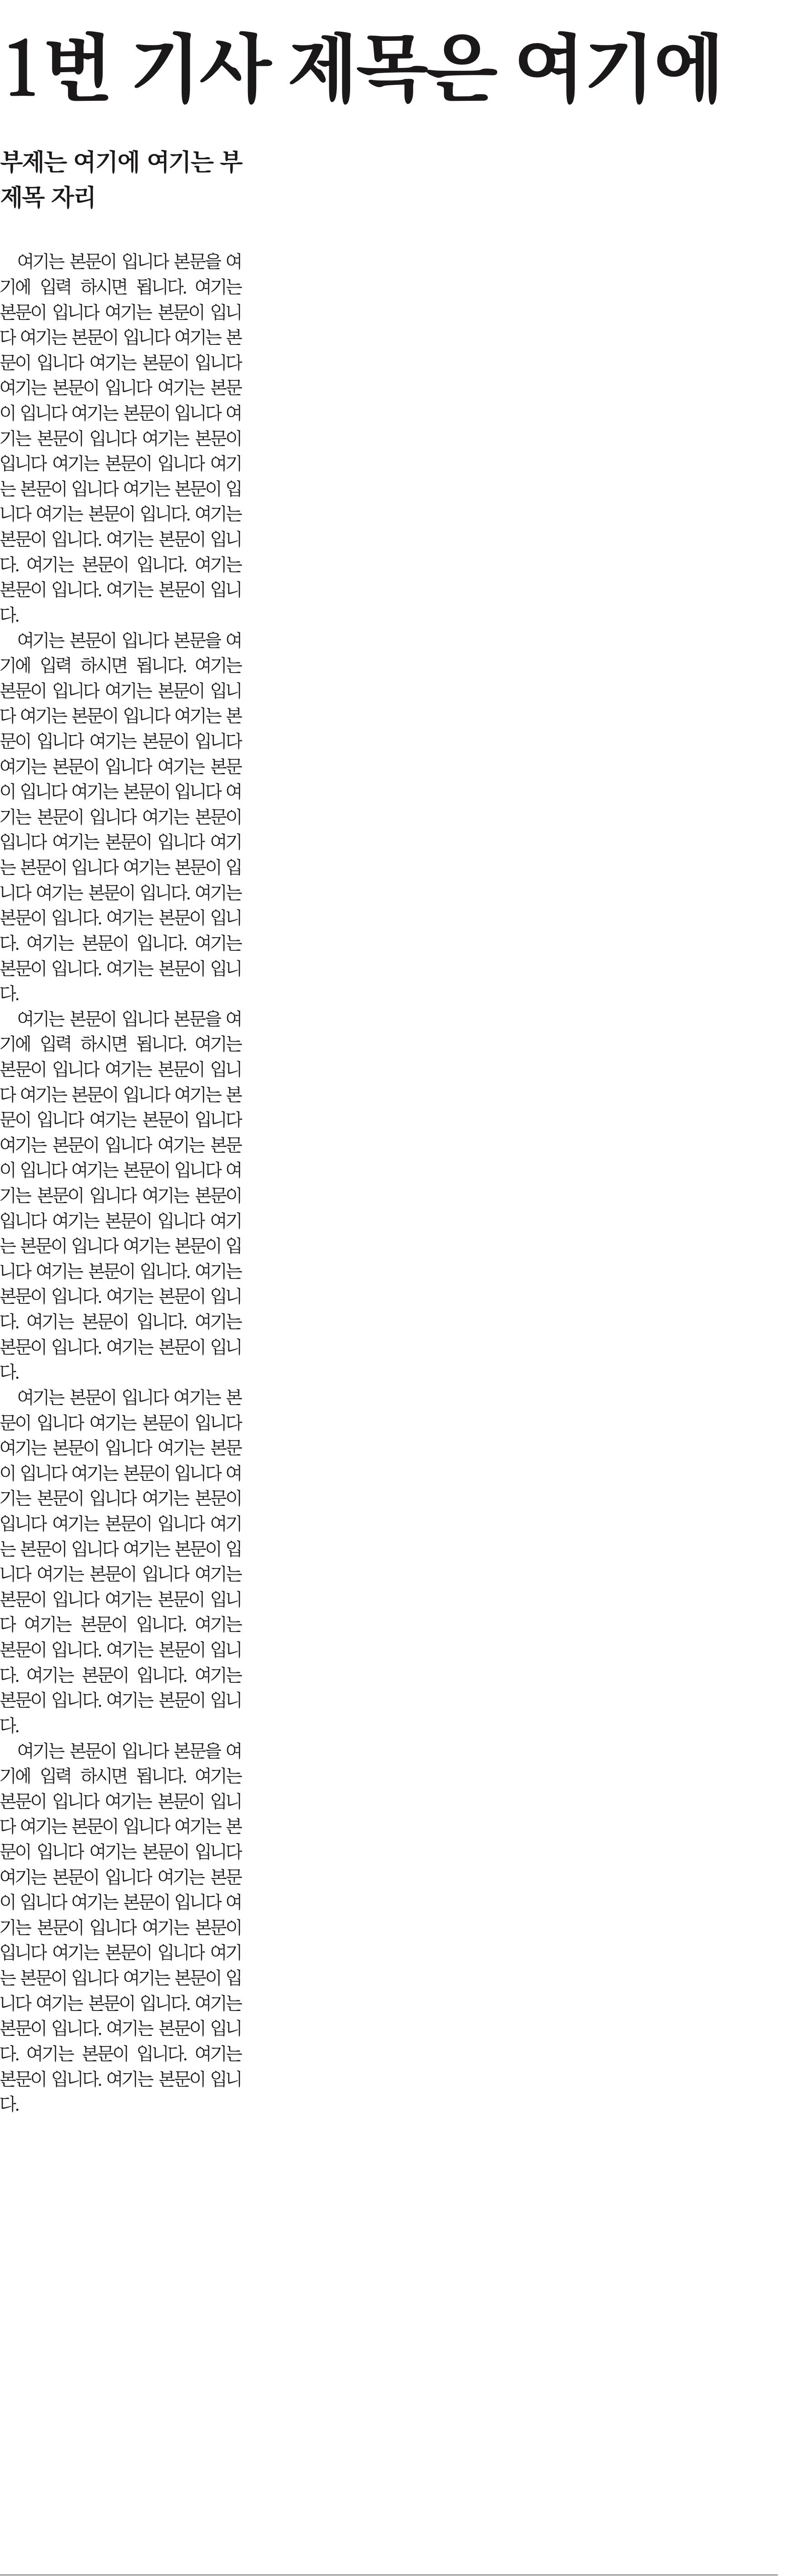 1번 기사 제목은 여기에
부제는 여기에 여기는 부
제목 자리
여기는 본문이 입니다 본문을 여
기에 입력 하시면 됩니다. 여기는
본문이 입니다 여기는 본문이 입니
다 여기는 본문이 입니다 여기는 본
문이 입니다 여기는 본문이 입니다
여기는 본문이 입니다 여기는 본문
이 입니다 여기는 본문이 입니다 여
기는 본문이 입니다 여기는 본문이
입니다 여기는 본문이 입니다 여기
는 본문이 입니다 여기는 본문이 입
니다 여기는 본문이 입니다. 여기는
본문이 입니다. 여기는 본문이 입니
다. 여기는 본문이 입니다. 여기는
본문이 입니다. 여기는 본문이 입니
다.
여기는 본문이 입니다 본문을 여
기에 입력 하시면 됩니다. 여기는
본문이 입니다 여기는 본문이 입니
다 여기는 본문이 입니다 여기는 본
문이 입니다 여기는 본문이 입니다
여기는 본문이 입니다 여기는 본문
이 입니다 여기는 본문이 입니다 여
기는 본문이 입니다 여기는 본문이
입니다 여기는 본문이 입니다 여기
는 본문이 입니다 여기는 본문이 입
니다 여기는 본문이 입니다. 여기는
본문이 입니다. 여기는 본문이 입니
다. 여기는 본문이 입니다. 여기는
본문이 입니다. 여기는 본문이 입니
다.
여기는 본문이 입니다 본문을 여
기에 입력 하시면 됩니다. 여기는
본문이 입니다 여기는 본문이 입니
다 여기는 본문이 입니다 여기는 본
문이 입니다 여기는 본문이 입니다
여기는 본문이 입니다 여기는 본문
이 입니다 여기는 본문이 입니다 여
기는 본문이 입니다 여기는 본문이
입니다 여기는 본문이 입니다 여기
는 본문이 입니다 여기는 본문이 입
니다 여기는 본문이 입니다. 여기는
본문이 입니다. 여기는 본문이 입니
다. 여기는 본문이 입니다. 여기는
본문이 입니다. 여기는 본문이 입니
다.
여기는 본문이 입니다 여기는 본
문이 입니다 여기는 본문이 입니다
여기는 본문이 입니다 여기는 본문
이 입니다 여기는 본문이 입니다 여
기는 본문이 입니다 여기는 본문이
입니다 여기는 본문이 입니다 여기
는 본문이 입니다 여기는 본문이 입
니다 여기는 본문이 입니다 여기는
본문이 입니다 여기는 본문이 입니
다 여기는 본문이 입니다. 여기는
본문이 입니다. 여기는 본문이 입니
다. 여기는 본문이 입니다. 여기는
본문이 입니다. 여기는 본문이 입니
다.
여기는 본문이 입니다 본문을 여
기에 입력 하시면 됩니다. 여기는
본문이 입니다 여기는 본문이 입니
다 여기는 본문이 입니다 여기는 본
문이 입니다 여기는 본문이 입니다
여기는 본문이 입니다 여기는 본문
이 입니다 여기는 본문이 입니다 여
기는 본문이 입니다 여기는 본문이
입니다 여기는 본문이 입니다 여기
는 본문이 입니다 여기는 본문이 입
니다 여기는 본문이 입니다. 여기는
본문이 입니다. 여기는 본문이 입니
다. 여기는 본문이 입니다. 여기는
본문이 입니다. 여기는 본문이 입니
다.